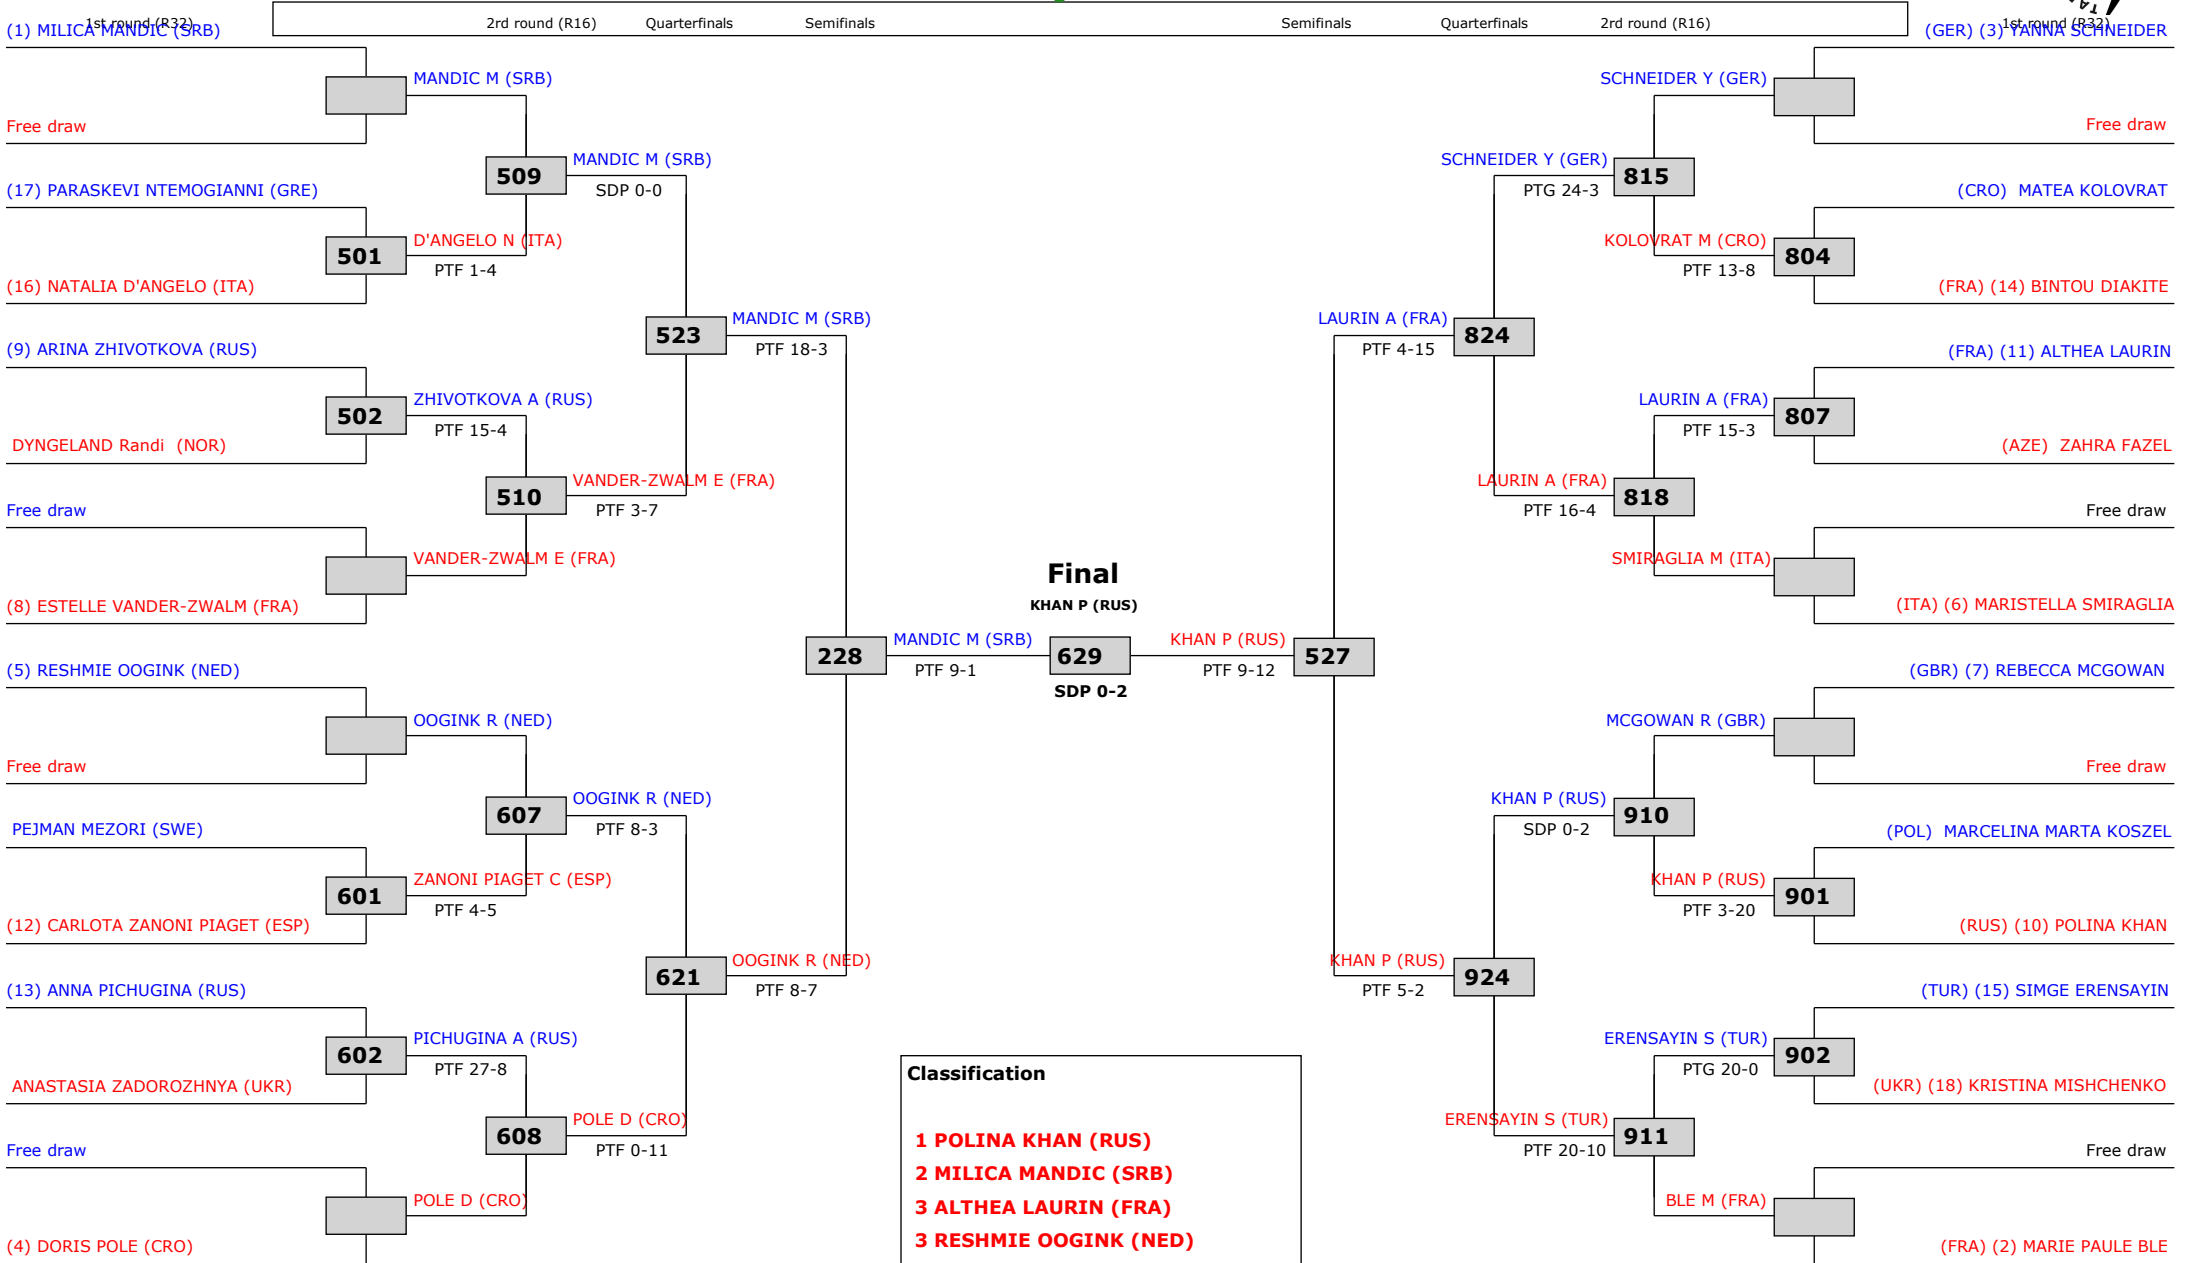 1st round (R32)
2rd round (R16)
Quarterfinals
Semifinals
Semifinals
Quarterfinals
2rd round (R16)
1st round (R32)
(1) MILICA MANDIC (SRB)
Free draw
(17) PARASKEVI NTEMOGIANNI (GRE)
(16) NATALIA D'ANGELO (ITA)
(9) ARINA ZHIVOTKOVA (RUS)
DYNGELAND Randi (NOR)
Free draw
(8) ESTELLE VANDER-ZWALM (FRA)
(5) RESHMIE OOGINK (NED)
Free draw
PEJMAN MEZORI (SWE)
(12) CARLOTA ZANONI PIAGET (ESP)
(13) ANNA PICHUGINA (RUS)
ANASTASIA ZADOROZHNYA (UKR)
Free draw
(4) DORIS POLE (CRO)
MANDIC M (SRB)
501
D'ANGELO N (ITA)
PTF 1-4
502
ZHIVOTKOVA A (RUS)
PTF 15-4
VANDER-ZWALM E (FRA)
OOGINK R (NED)
601
ZANONI PIAGET C (ESP)
PTF 4-5
602
PICHUGINA A (RUS)
PTF 27-8
POLE D (CRO)
509
MANDIC M (SRB)
SDP 0-0
510
VANDER-ZWALM E (FRA)
PTF 3-7
607
OOGINK R (NED)
PTF 8-3
608
POLE D (CRO)
PTF 0-11
523
MANDIC M (SRB)
PTF 18-3
621
OOGINK R (NED)
PTF 8-7
228
MANDIC M (SRB)
PTF 9-1
Final
KHAN P (RUS)
629
SDP 0-2
KHAN P (RUS)
PTF 9-12
527
LAURIN A (FRA)
PTF 4-15
824
KHAN P (RUS)
PTF 5-2
924
SCHNEIDER Y (GER)
PTG 24-3
815
LAURIN A (FRA)
PTF 16-4
818
KHAN P (RUS)
SDP 0-2
910
ERENSAYIN S (TUR)
PTF 20-10
911
SCHNEIDER Y (GER)
KOLOVRAT M (CRO)
PTF 13-8
804
LAURIN A (FRA)
PTF 15-3
807
SMIRAGLIA M (ITA)
MCGOWAN R (GBR)
KHAN P (RUS)
PTF 3-20
901
ERENSAYIN S (TUR)
PTG 20-0
902
BLE M (FRA)
(GER) (3) YANNA SCHNEIDER
Free draw
(CRO) MATEA KOLOVRAT
(FRA) (14) BINTOU DIAKITE
(FRA) (11) ALTHEA LAURIN
(AZE) ZAHRA FAZEL
Free draw
(ITA) (6) MARISTELLA SMIRAGLIA
(GBR) (7) REBECCA MCGOWAN
Free draw
(POL) MARCELINA MARTA KOSZEL
(RUS) (10) POLINA KHAN
(TUR) (15) SIMGE ERENSAYIN
(UKR) (18) KRISTINA MISHCHENKO
Free draw
(FRA) (2) MARIE PAULE BLE
Classification
1 POLINA KHAN (RUS)
2 MILICA MANDIC (SRB)
3 ALTHEA LAURIN (FRA)
3 RESHMIE OOGINK (NED)